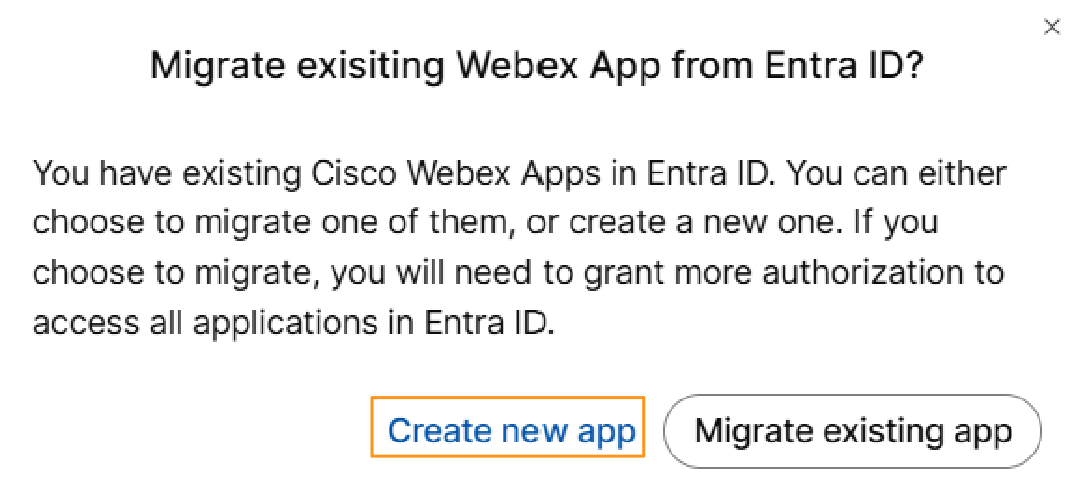 Migrate exisiting Webex App from Entra ID?
You have existing Cisco Webex Apps in Entra ID. You can either
choose to migrate one of them, or create a new one. If you
choose to migrate, you will need to grant more authorization to
access all applications in Entra ID.
Create new app
Migrate existing app